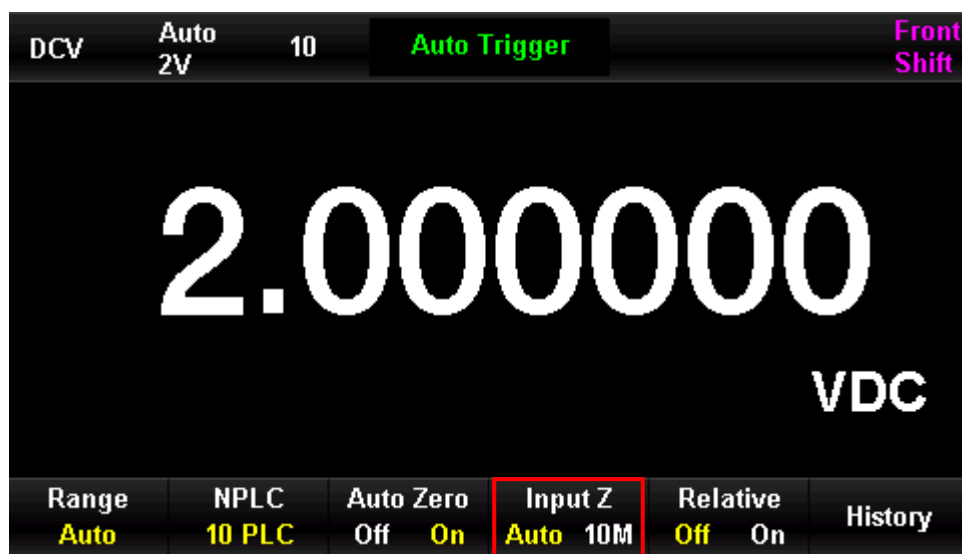 DCV Auto 10 Auto Trigger Front
2V Shift
2.000000
VDC
Range NPLC Auto Zero Input Z Relative History
Auto 10 PLC Off On Auto 10M Off On